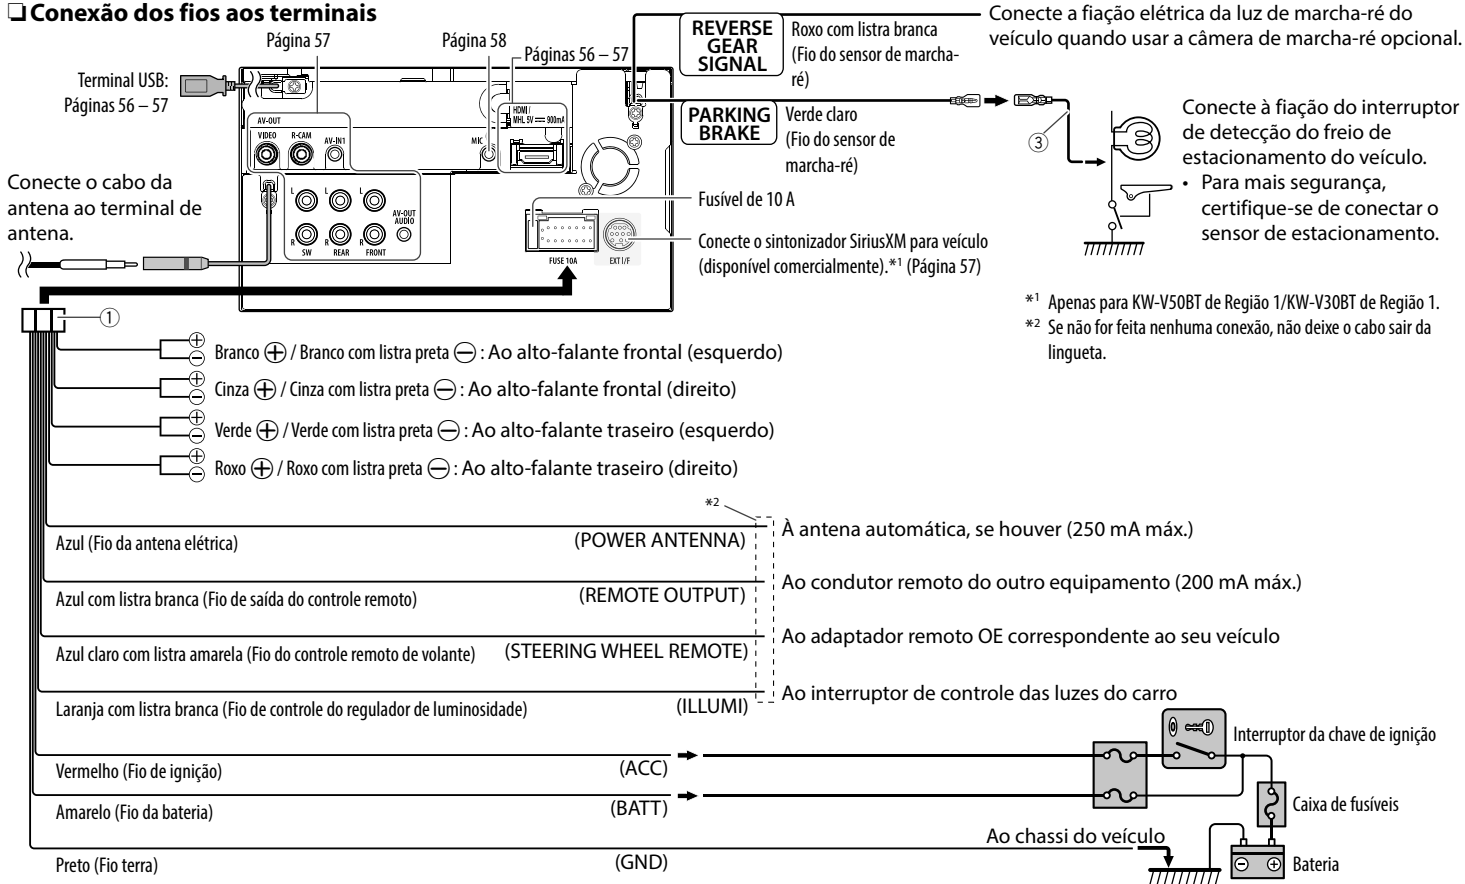 ❏ Conexão dos fios aos terminais
Página 57
Página 58
Páginas 56 – 57
Terminal USB:
Páginas 56 – 57
REVERSE
GEAR
SIGNAL
Roxo com listra branca
(Fio do sensor de marcha-
ré)
Conecte a fiação elétrica da luz de marcha-ré do
veículo quando usar a câmera de marcha-ré opcional.
PARKING
BRAKE
Verde claro
(Fio do sensor de
marcha-ré)
3
Conecte à fiação do interruptor
de detecção do freio de
estacionamento do veículo.
• Para mais segurança,
certifique-se de conectar o
sensor de estacionamento.
AV-OUT
VIDEO
R-CAM
AV-IN1
MIC
HDMI /
MHL 5V ⎓ 900mA
L
L
L
R
R
R
SW
REAR
FRONT
AV-OUT
AUDIO
FUSE 10A
EXT I/F
Conecte o cabo da
antena ao terminal de
antena.
Fusível de 10 A
Conecte o sintonizador SiriusXM para veículo
(disponível comercialmente).*1 (Página 57)
*1 Apenas para KW-V50BT de Região 1/KW-V30BT de Região 1.
*2 Se não for feita nenhuma conexão, não deixe o cabo sair da
lingueta.
1
Branco ⊕ / Branco com listra preta ⊖ : Ao alto-falante frontal (esquerdo)
Cinza ⊕ / Cinza com listra preta ⊖ : Ao alto-falante frontal (direito)
Verde ⊕ / Verde com listra preta ⊖ : Ao alto-falante traseiro (esquerdo)
Roxo ⊕ / Roxo com listra preta ⊖ : Ao alto-falante traseiro (direito)
*2
Azul (Fio da antena elétrica)
(POWER ANTENNA)
À antena automática, se houver (250 mA máx.)
Azul com listra branca (Fio de saída do controle remoto)
(REMOTE OUTPUT)
Ao condutor remoto do outro equipamento (200 mA máx.)
Azul claro com listra amarela (Fio do controle remoto de volante)
(STEERING WHEEL REMOTE)
Ao adaptador remoto OE correspondente ao seu veículo
Laranja com listra branca (Fio de controle do regulador de luminosidade)
(ILLUMI)
Ao interruptor de controle das luzes do carro
Interruptor da chave de ignição
Vermelho (Fio de ignição)
(ACC)
Amarelo (Fio da bateria)
(BATT)
Caixa de fusíveis
Ao chassi do veículo
Preto (Fio terra)
(GND)
Bateria